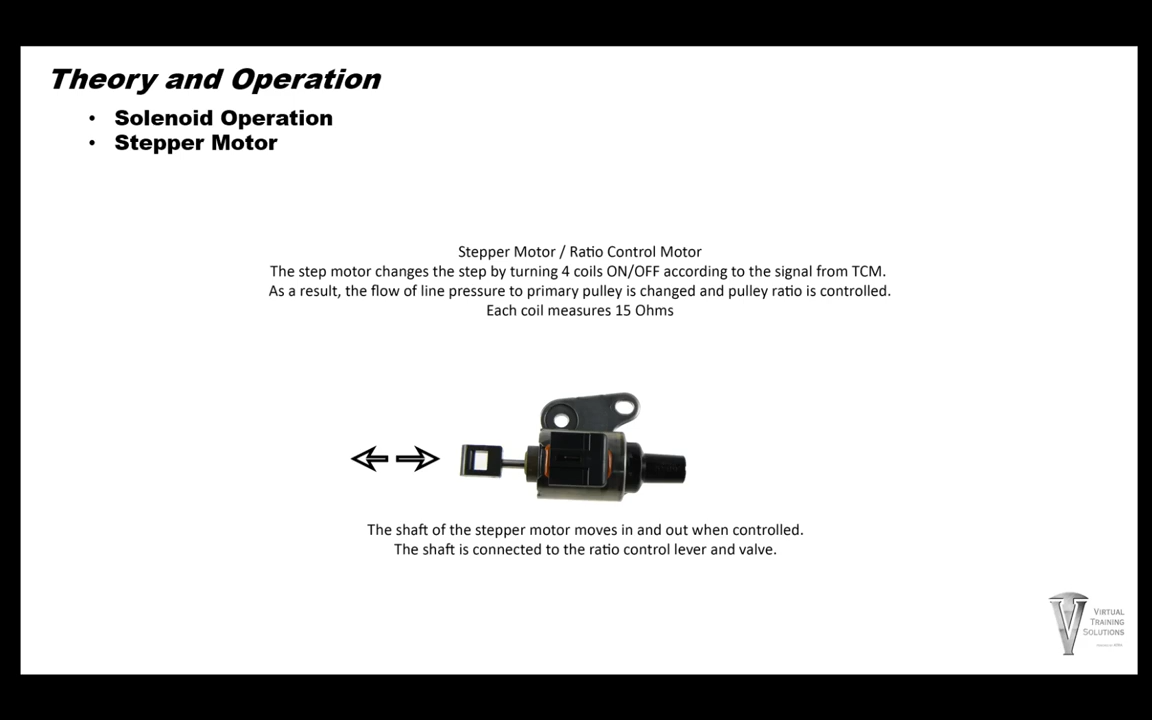 Theory and Operation
• Solenoid Operation
• Stepper Motor
Stepper Motor / Ratio Control Motor
The step motor changes the step by turning 4 coils ON/OFF according to the signal from TCM.
As a result, the flow of line pressure to primary pulley is changed and pulley ratio is controlled.
Each coil measures 15 Ohms
The shaft of the stepper motor moves in and out when controlled.
The shaft is connected to the ratio control lever and valve.
VIRTUAL
TRAINING
SOLUTIONS